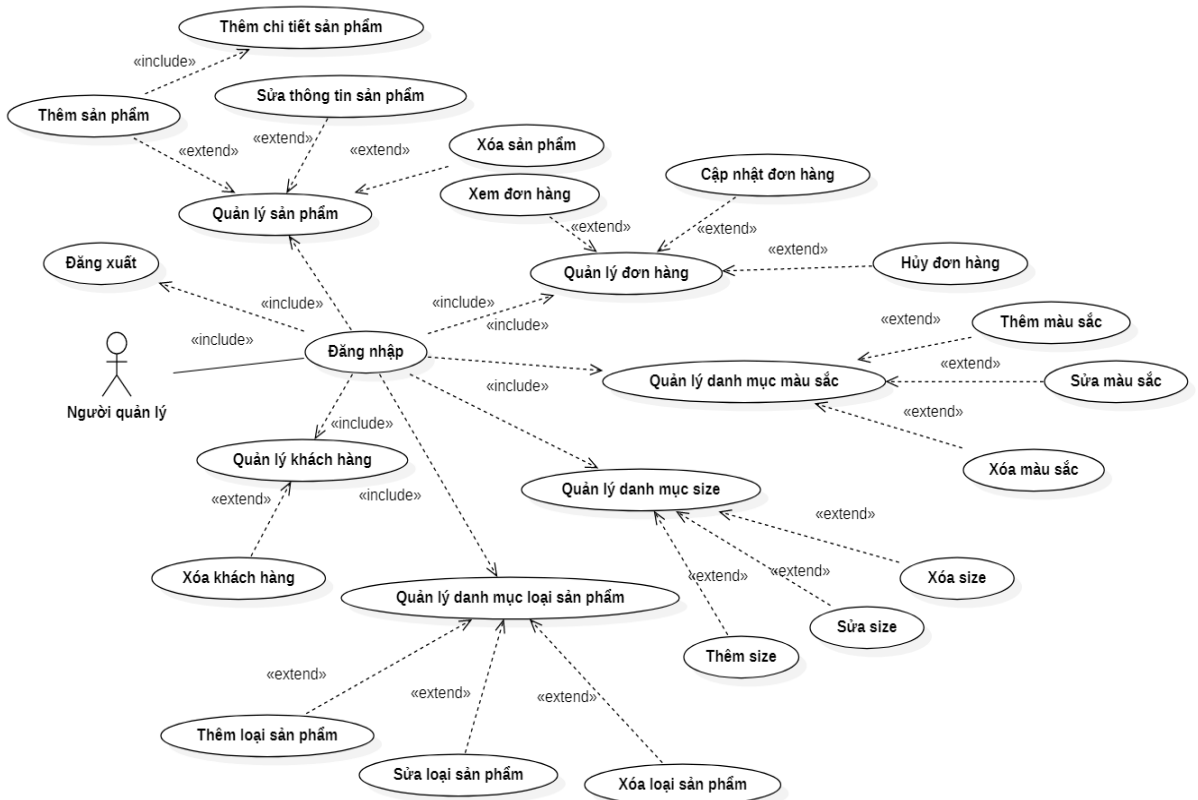 Thêm chi tiết sản phẩm
«include»
Sửa thông tin sản phẩm
Thêm sản phẩm
«extend»
«extend»
«extend»
Xóa sản phẩm
Cập nhật đơn hàng
Xem đơn hàng
Quản lý sản phẩm
«extend»
«extend»
«extend»
Đăng xuất
Quản lý đơn hàng
Hủy đơn hàng
«include»
«include»
«include»
«include»
«extend»
Thêm màu sắc
Đăng nhập
«extend»
Quản lý danh mục màu sắc
Sửa màu sắc
«include»
Người quản lý
«extend»
«include»
Quản lý khách hàng
Xóa màu sắc
«extend»
«include»
Quản lý danh mục size
«extend»
Xóa khách hàng
«extend»
«extend»
Xóa size
Quản lý danh mục loại sản phẩm
Sửa size
Thêm size
«extend»
«extend»
«extend»
Thêm loại sản phẩm
Sửa loại sản phẩm
Xóa loại sản phẩm